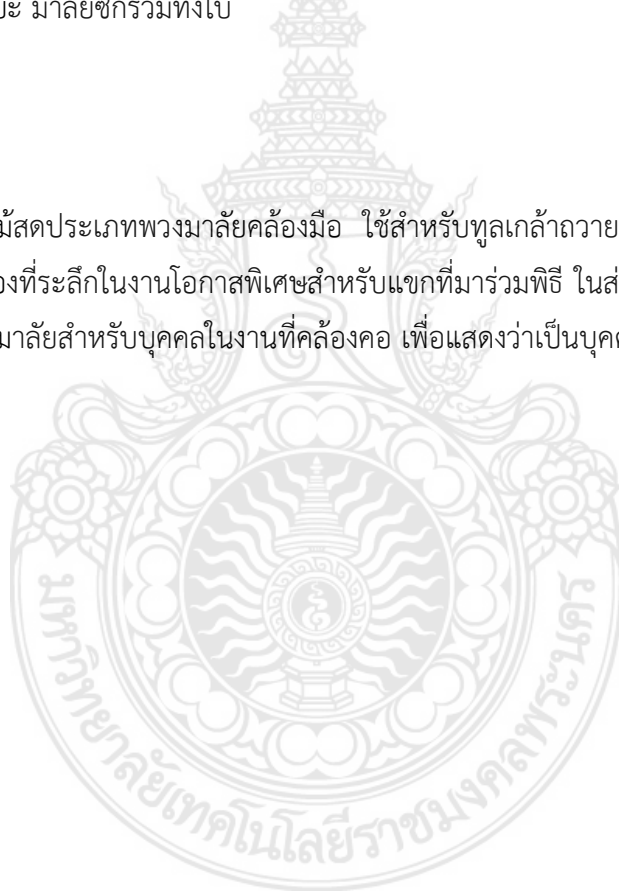 มาลัยซีกรวมทั้งใบ
ม้สดประเภทพวงมาลัยคล้องมือ ใช้สำหรับทูลเกล้าถวาย
องที่ระลึกในงานโอกาสพิเศษสำหรับแขกที่มาร่วมพิธี ในส่
มาลัยสำหรับบุคคลในงานที่คล้องคอ เพื่อแสดงว่าเป็นบุคค
มหาวิทยาลัยเทคโนโลยีราชมงคลพระนคร